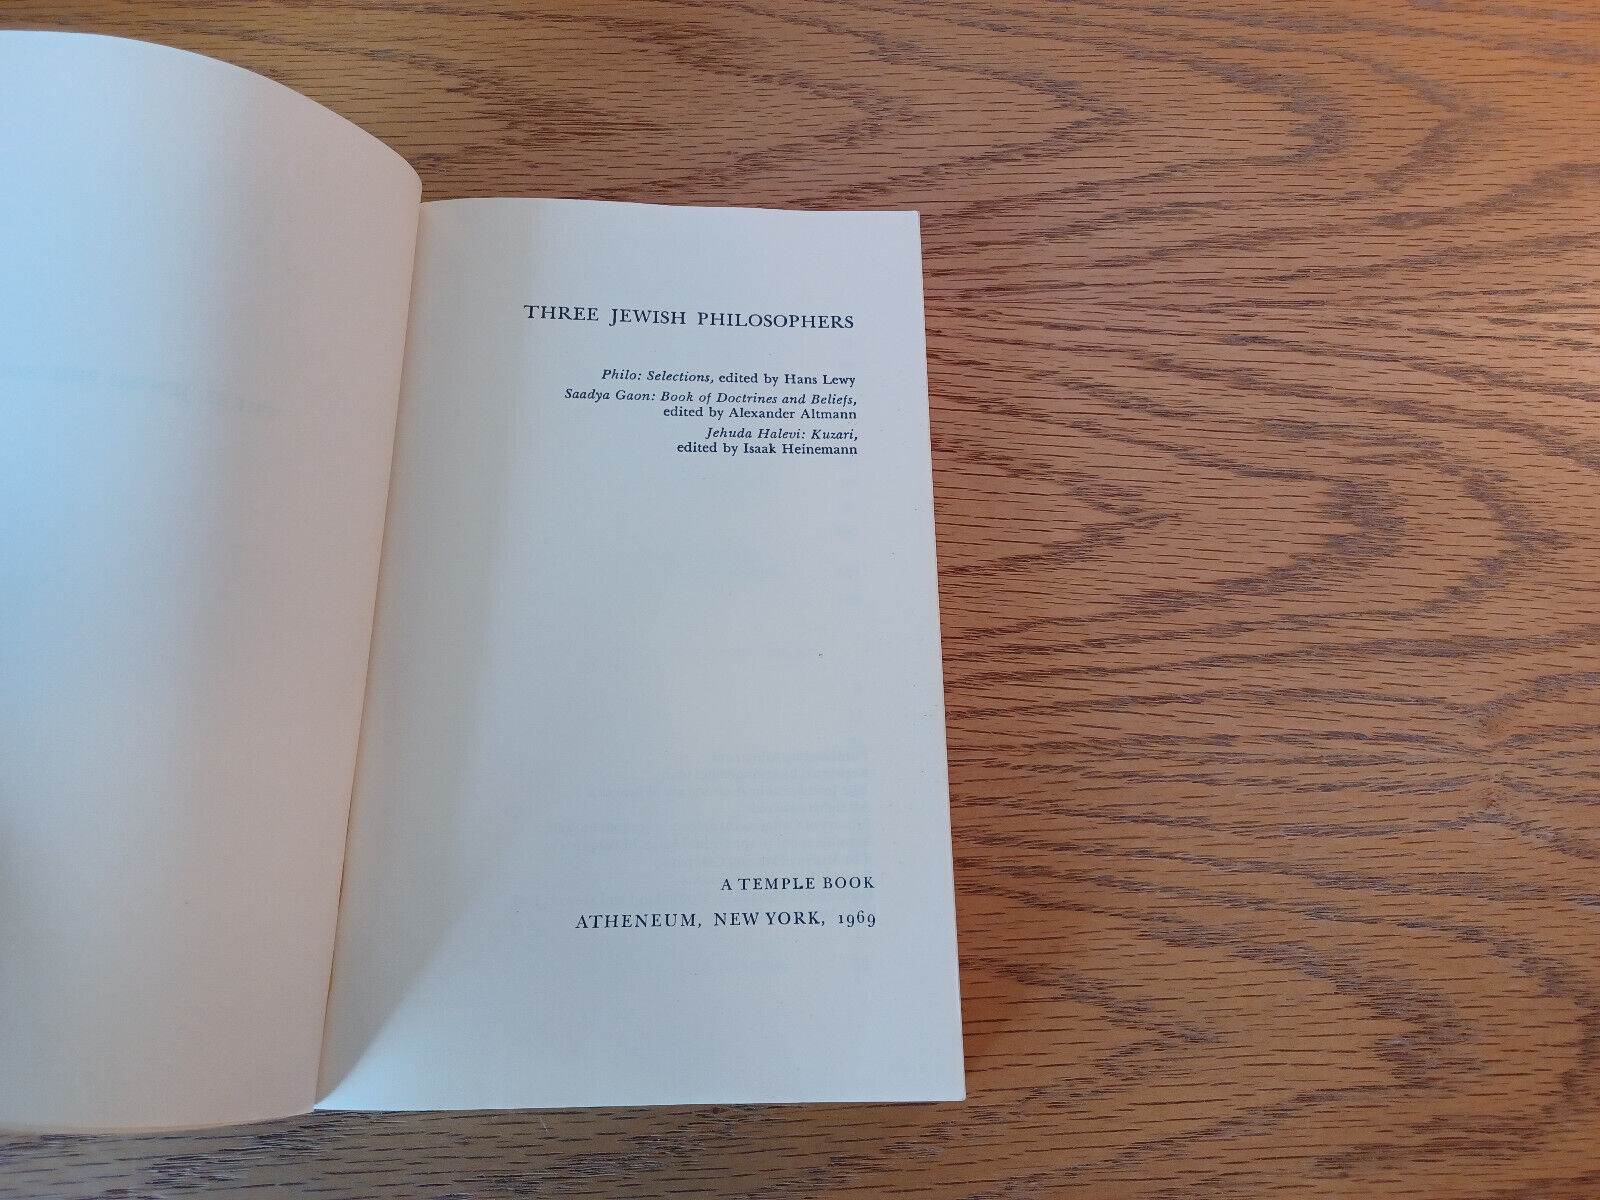 THREE JEWISH PHILOSOPHERS
Philo: Selections, edited by Hans Lewy
Saadya Gaon: Book of Doctrines and Beliefs,
edited by Alexander Altmann
Jehuda Halevi: Kuzari,
edited by Isaak Heinemann
A TEMPLE BOOK
ATHENEUM, NEW YORK, 1969